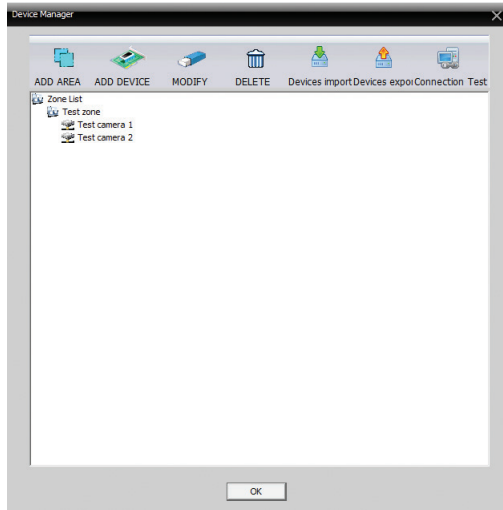 Device Manager
ADD AREA ADD DEVICE MODIFY DELETE Devices import Devices expor Connection Test
Zone List
Test zone
Test camera 1
Test camera 2
OK